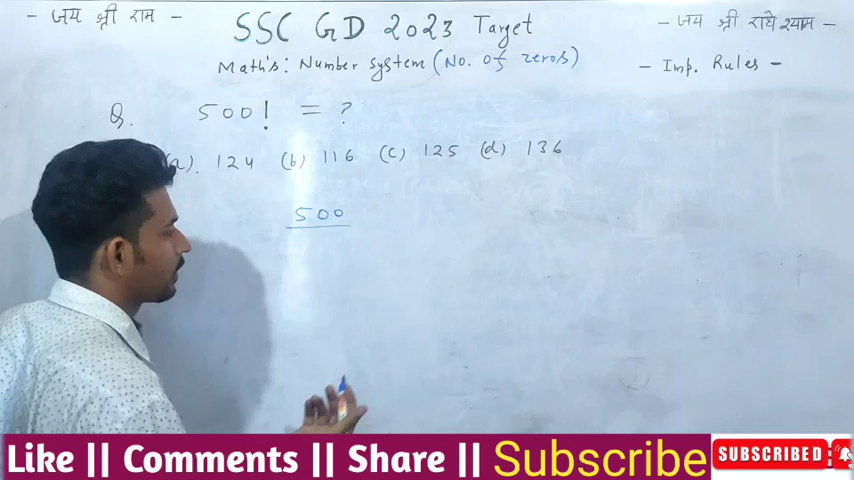 - जय श्री राम -
SSC GD 2023 Target
- जय श्री राधे श्याम -
Math's: Number system (No. of zeros)
- Imp. Rules -
Q. 500! = ?
(a). 124 (b) 116 (c) 125 (d) 136
500
Like || Comments || Share || Subscribe
SUBSCRIBED